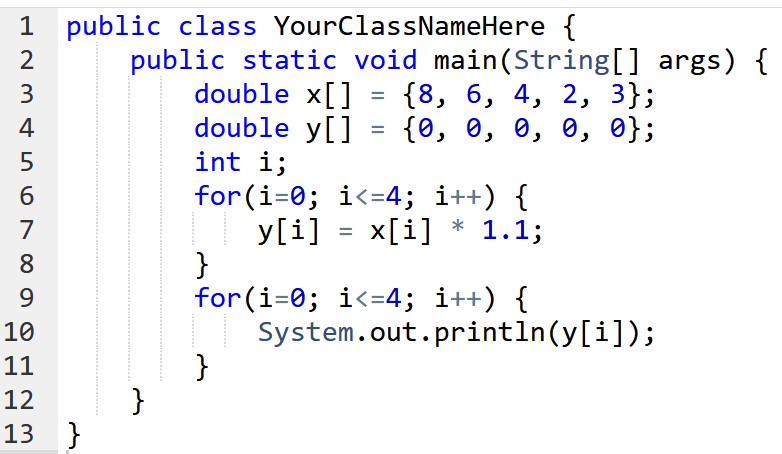 1 public class YourClassNameHere {
2     public static void main(String[] args) {
3         double x[] = {8, 6, 4, 2, 3};
4         double y[] = {0, 0, 0, 0, 0};
5         int i;
6         for(i=0; i<=4; i++) {
7             y[i] = x[i] * 1.1;
8         }
9         for(i=0; i<=4; i++) {
10             System.out.println(y[i]);
11         }
12     }
13 }